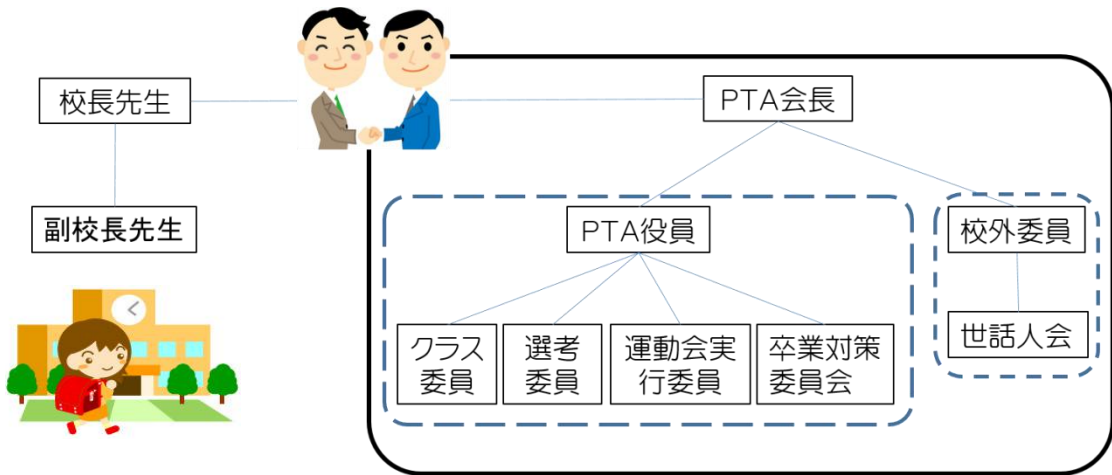 校長先生
PTA会長
副校長先生
PTA役員
校外委員
クラス
委員
選考
委員
運動会実
行委員
卒業対策
委員会
世話人会